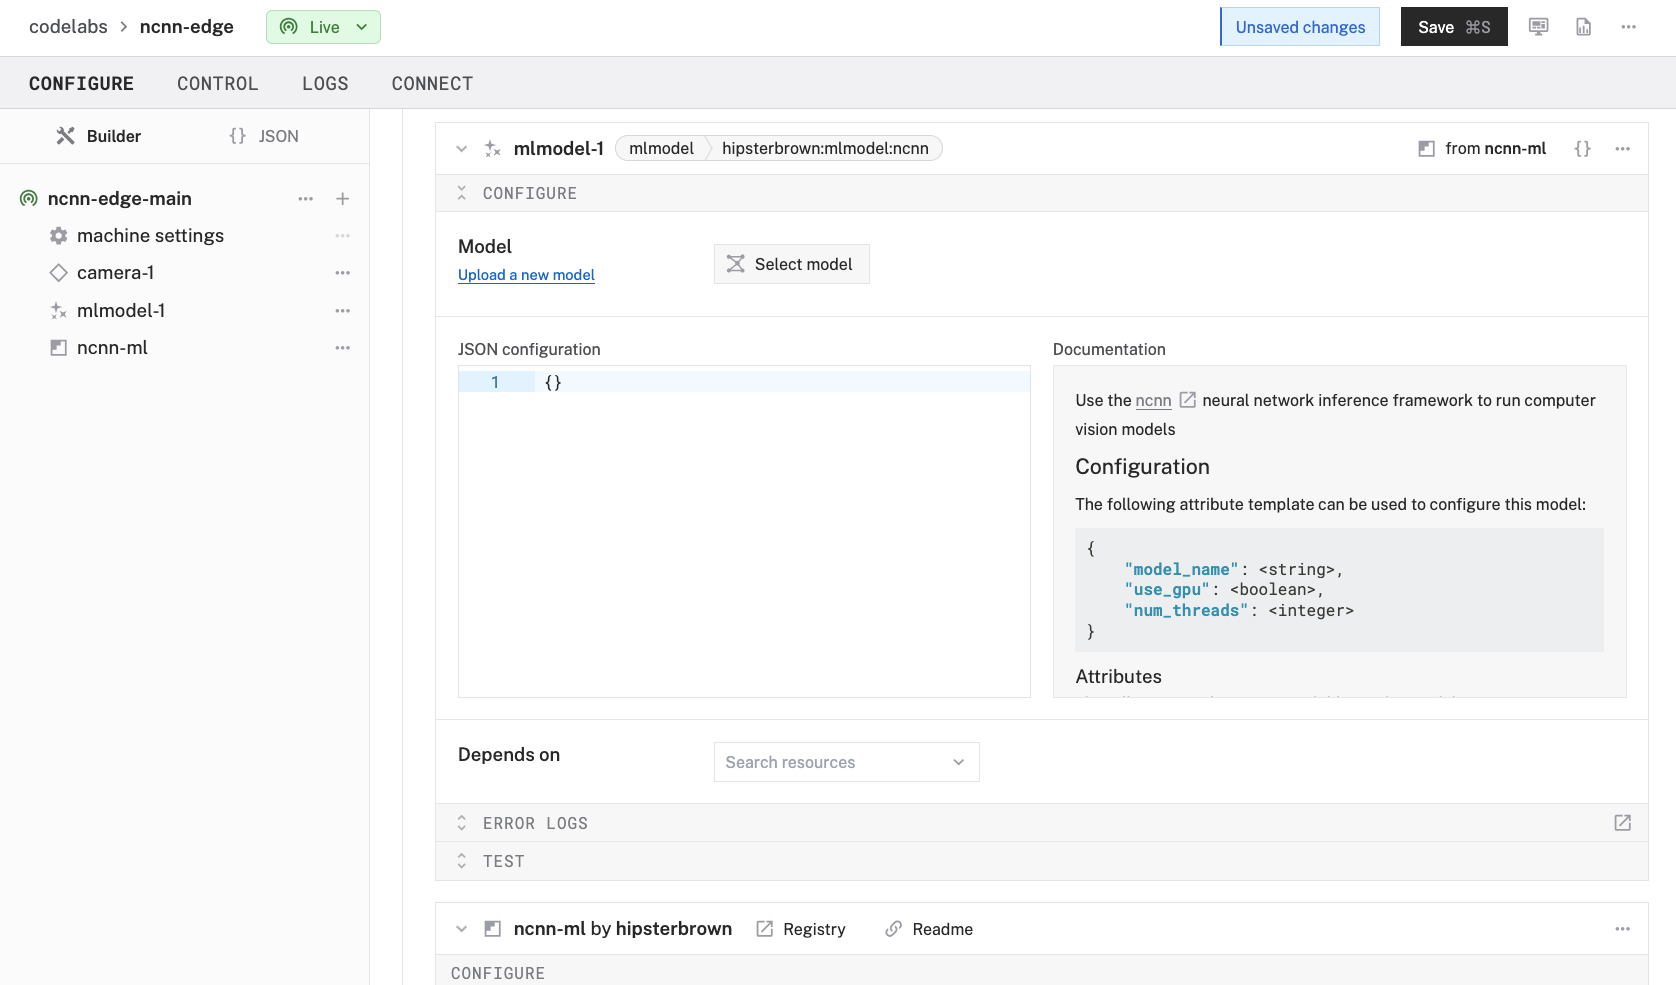 codelabs > ncnn-edge
Live
Unsaved changes
Save ⌘S
CONFIGURE
CONTROL
LOGS
CONNECT
Builder
{} JSON
ncnn-edge-main
machine settings
camera-1
mlmodel-1
ncnn-ml
mlmodel-1
mlmodel
hipsterbrown:mlmodel:ncnn
from ncnn-ml
{}
CONFIGURE
Model
Upload a new model
Select model
JSON configuration
1 {}
Documentation
Use the ncnn neural network inference framework to run computer
vision models
Configuration
The following attribute template can be used to configure this model:
{
"model_name": <string>,
"use_gpu": <boolean>,
"num_threads": <integer>
}
Attributes
Depends on
Search resources
ERROR LOGS
TEST
ncnn-ml by hipsterbrown
Registry
Readme
CONFIGURE